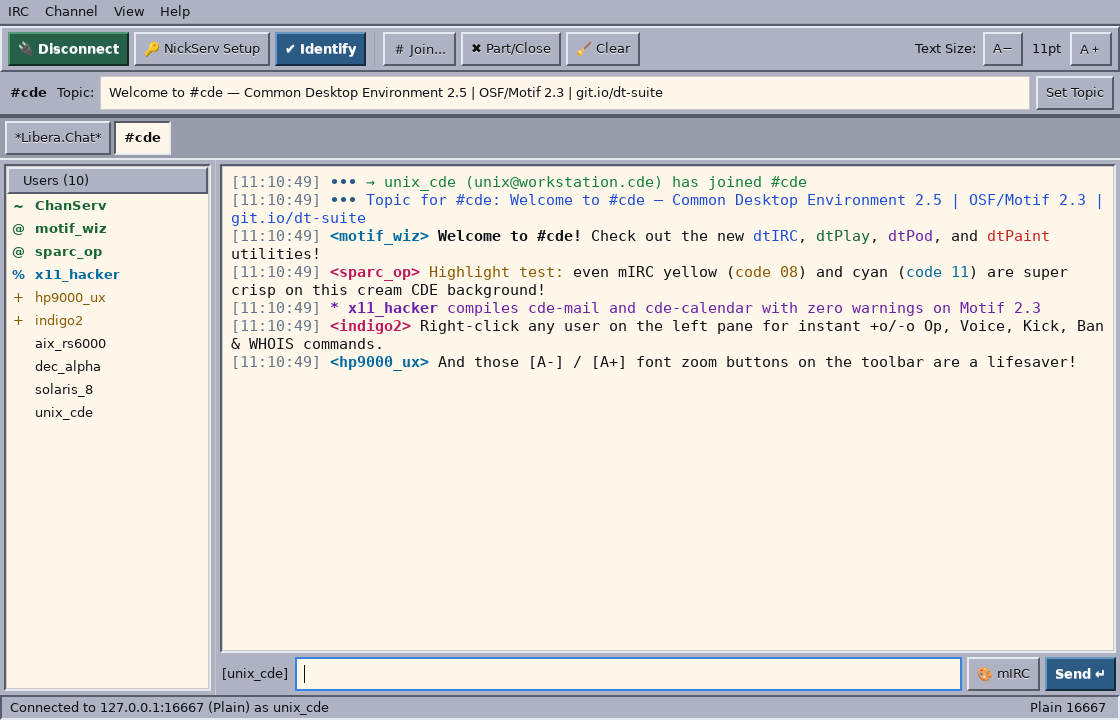 IRC Channel View Help
🔌 Disconnect 🔑 NickServ Setup ✔ Identify # Join... ✖ Part/Close 🧹 Clear Text Size: A− 11pt A +
#cde Topic: Welcome to #cde — Common Desktop Environment 2.5 | OSF/Motif 2.3 | git.io/dt-suite Set Topic
*Libera.Chat* #cde
Users (10)
~ ChanServ
@ motif_wiz
@ sparc_op
% x11_hacker
+ hp9000_ux
+ indigo2
aix_rs6000
dec_alpha
solaris_8
unix_cde
[11:10:49] ••• → unix_cde (unix@workstation.cde) has joined #cde
[11:10:49] ••• Topic for #cde: Welcome to #cde — Common Desktop Environment 2.5 | OSF/Motif 2.3 |
git.io/dt-suite
[11:10:49] <motif_wiz> Welcome to #cde! Check out the new dtIRC, dtPlay, dtPod, and dtPaint
utilities!
[11:10:49] <sparc_op> Highlight test: even mIRC yellow (code 08) and cyan (code 11) are super
crisp on this cream CDE background!
[11:10:49] * x11_hacker compiles cde-mail and cde-calendar with zero warnings on Motif 2.3
[11:10:49] <indigo2> Right-click any user on the left pane for instant +o/-o Op, Voice, Kick, Ban
& WHOIS commands.
[11:10:49] <hp9000_ux> And those [A-] / [A+] font zoom buttons on the toolbar are a lifesaver!
[unix_cde] 🎨 mIRC Send ↵
Connected to 127.0.0.1:16667 (Plain) as unix_cde Plain 16667